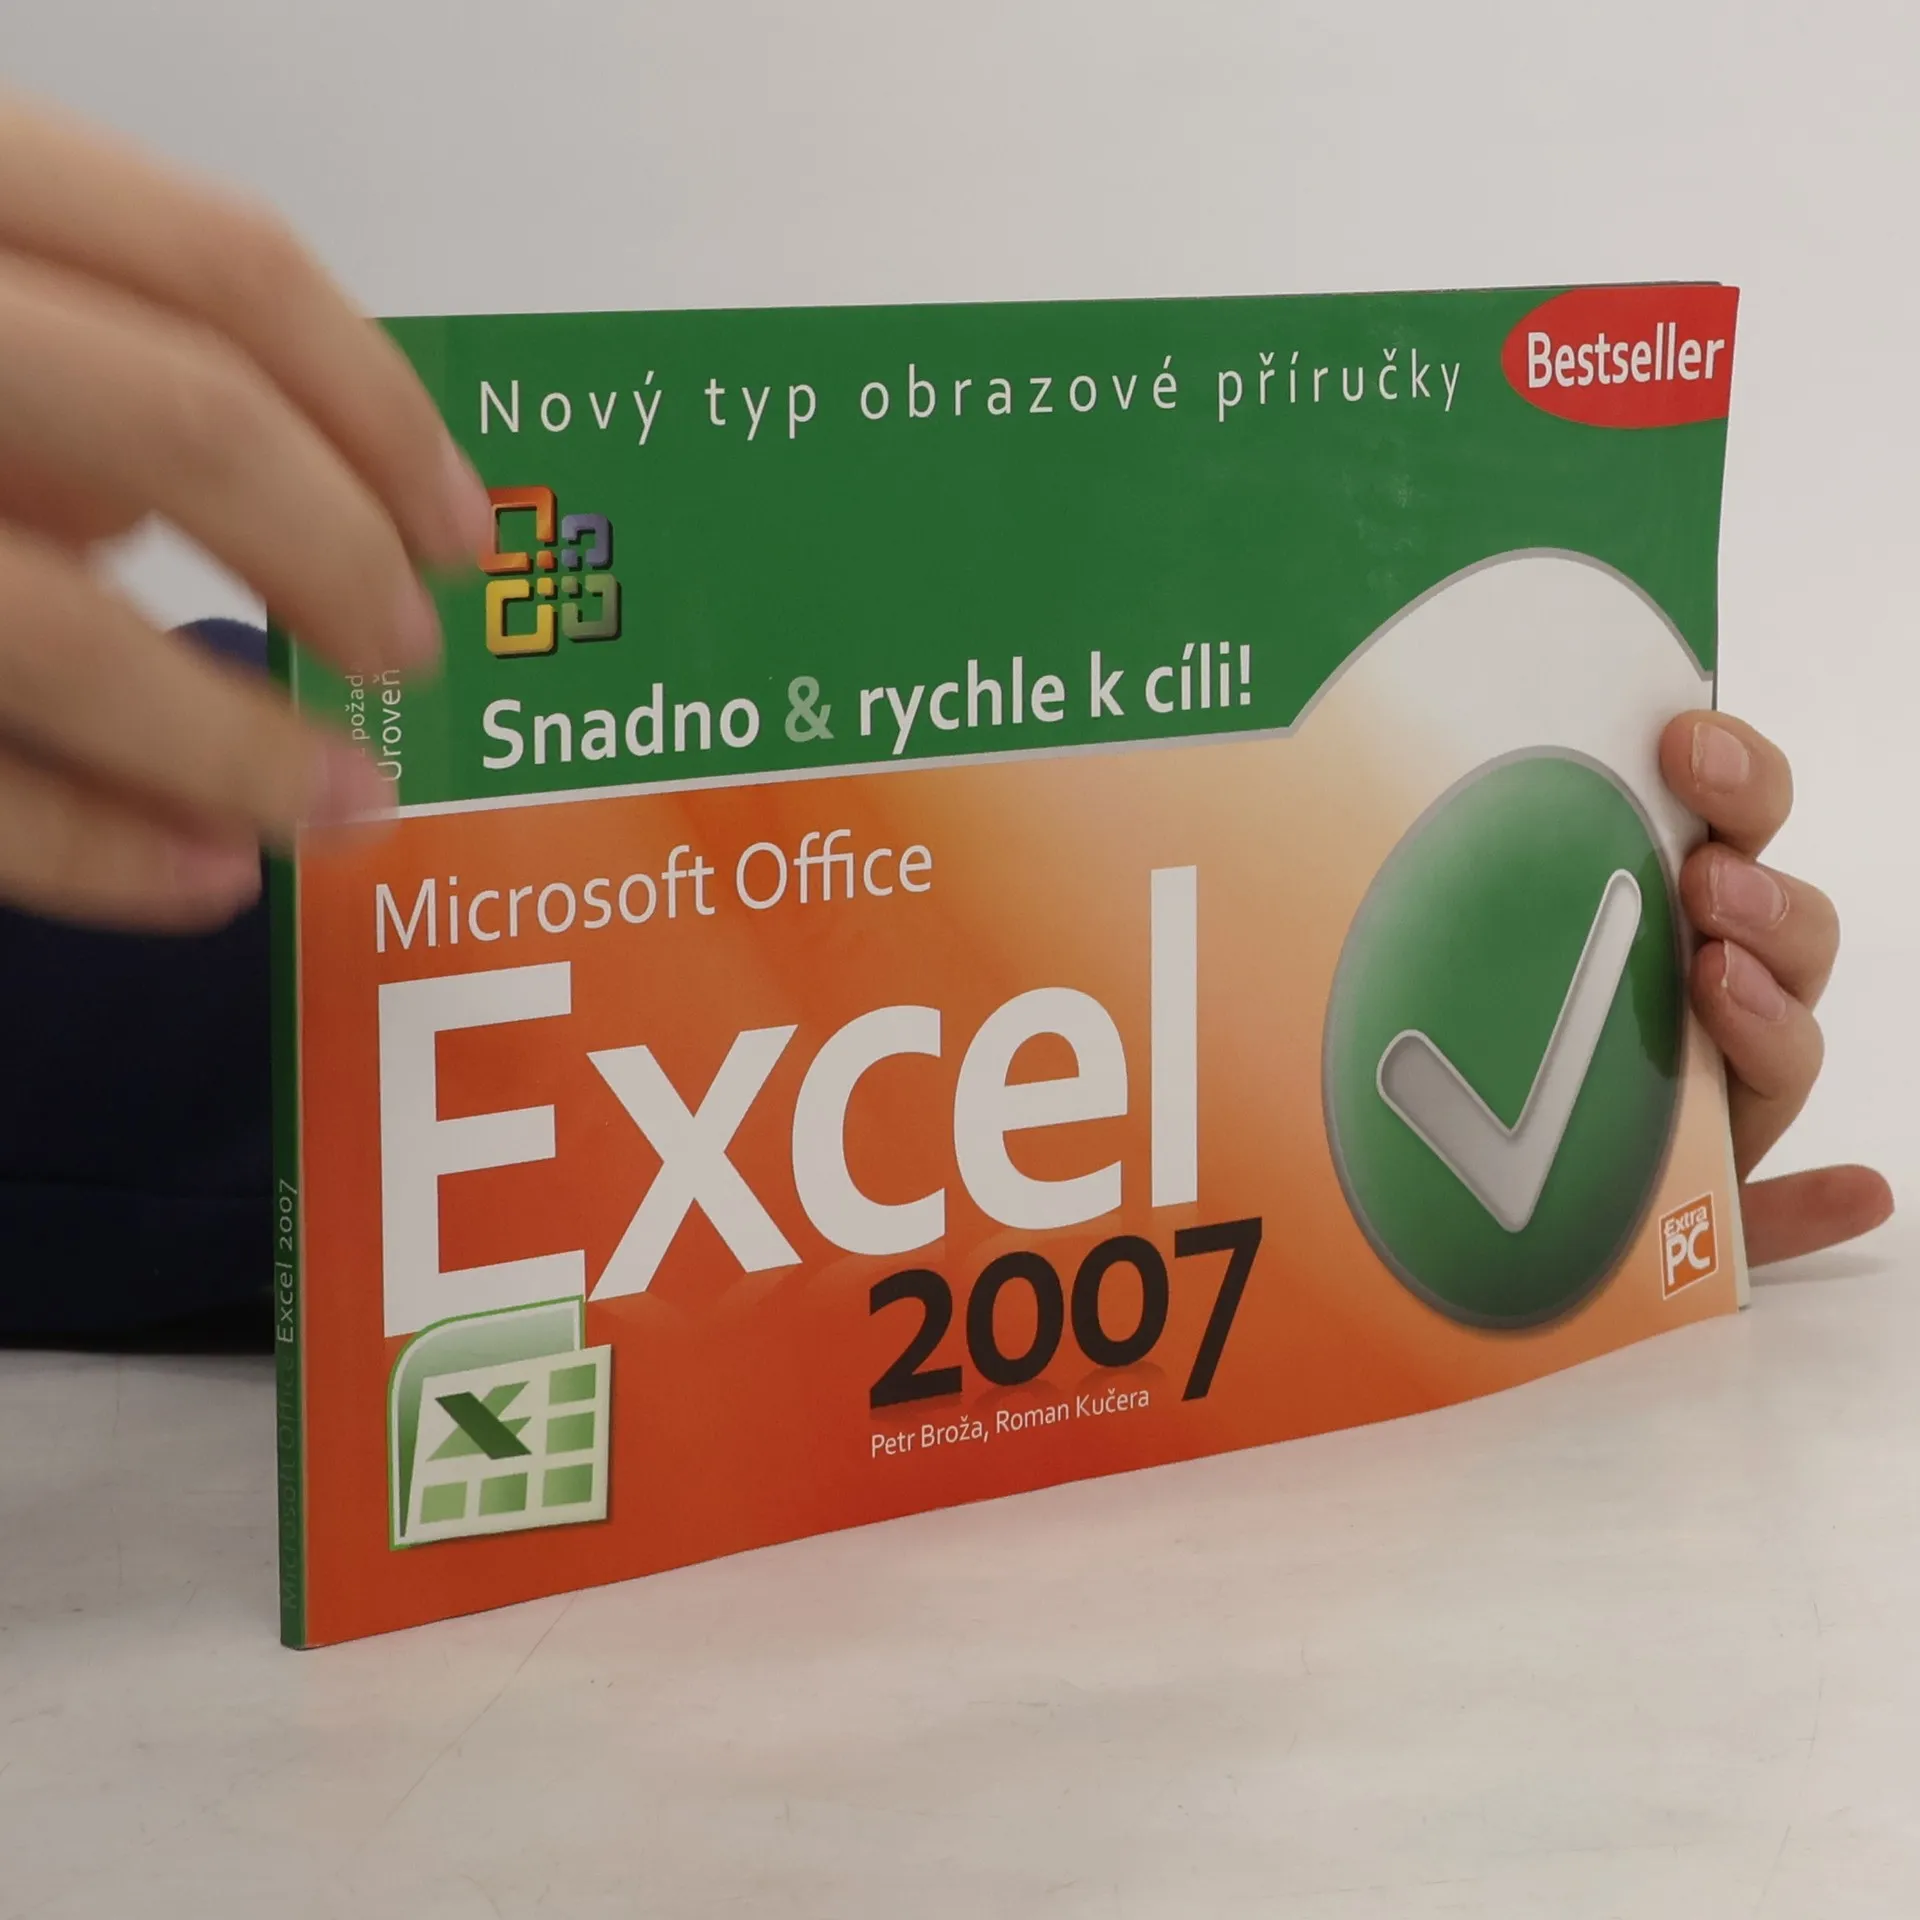 Nový typ obrazové příručky
Bestseller
Snadno & rychle k cíli!
Úroveň
Microsoft Office
Excel
2007
Petr Broža, Roman Kučera
Extra
PC
Microsoft Office Excel 2007